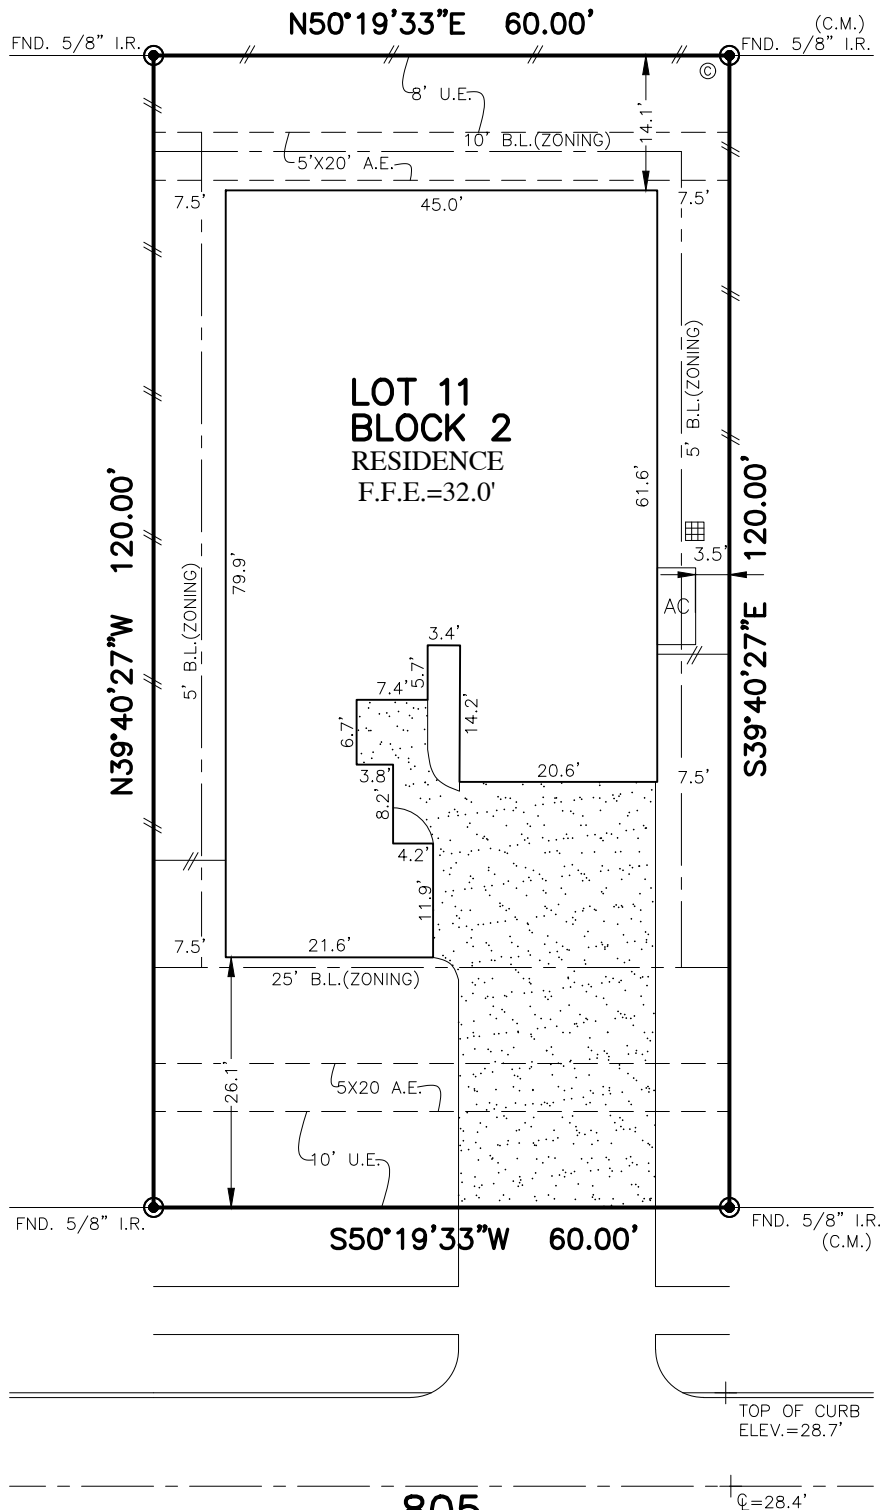 N50°19'33"E 60.00'
(C.M.)
FND. 5/8" I.R.
FND. 5/8" I.R.
©
8' U.E.
14.1'
10' B.L.(ZONING)
5'X20' A.E.
7.5'
45.0'
7.5'
5' B.L.(ZONING)
LOT 11
BLOCK 2
RESIDENCE
F.F.E.=32.0'
61.6'
N39°40'27"W 120.00'
S39°40'27"E 120.00'
79.9'
5' B.L.(ZONING)
3.5'
AC
3.4'
5.7'
7.4'
14.2'
6.7'
3.8'
20.6'
7.5'
8.2'
4.2'
11.9'
7.5'
21.6'
25' B.L.(ZONING)
26.1'
5X20 A.E.
10' U.E.
FND. 5/8" I.R.
S50°19'33"W 60.00'
FND. 5/8" I.R.
(C.M.)
TOP OF CURB
ELEV.=28.7'
805
℄=28.4'